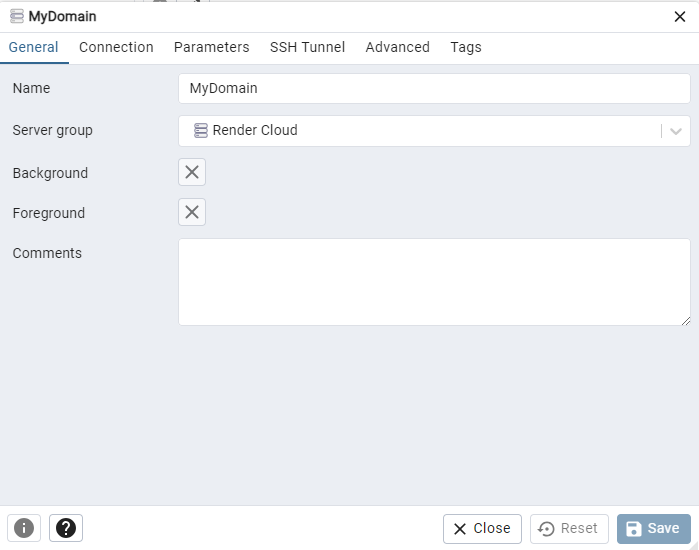 MyDomain
General Connection Parameters SSH Tunnel Advanced Tags
Name MyDomain
Server group Render Cloud
Background
Foreground
Comments
Close Reset Save